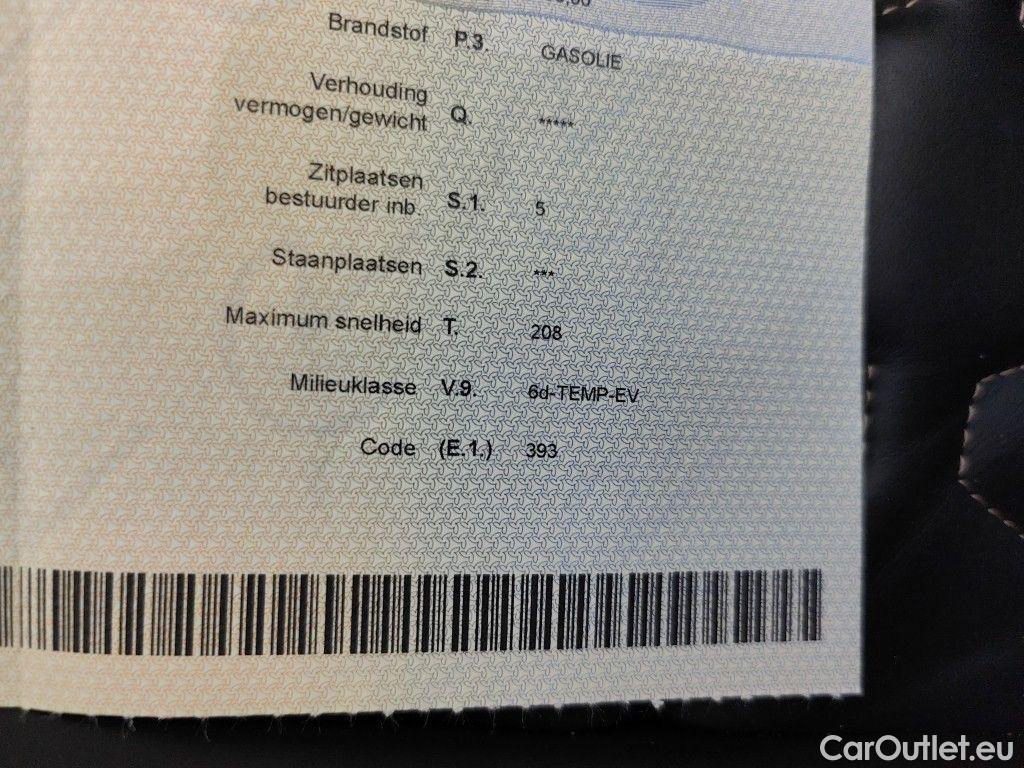 Brandstof P.3. GASOLIE
Verhouding
vermogen/gewicht Q. *****
Zitplaatsen
bestuurder inb. S.1. 5
Staanplaatsen S.2. ***
Maximum snelheid T. 208
Milieuklasse V.9. 6d-TEMP-EV
Code (E.1.) 393
CarOutlet.eu